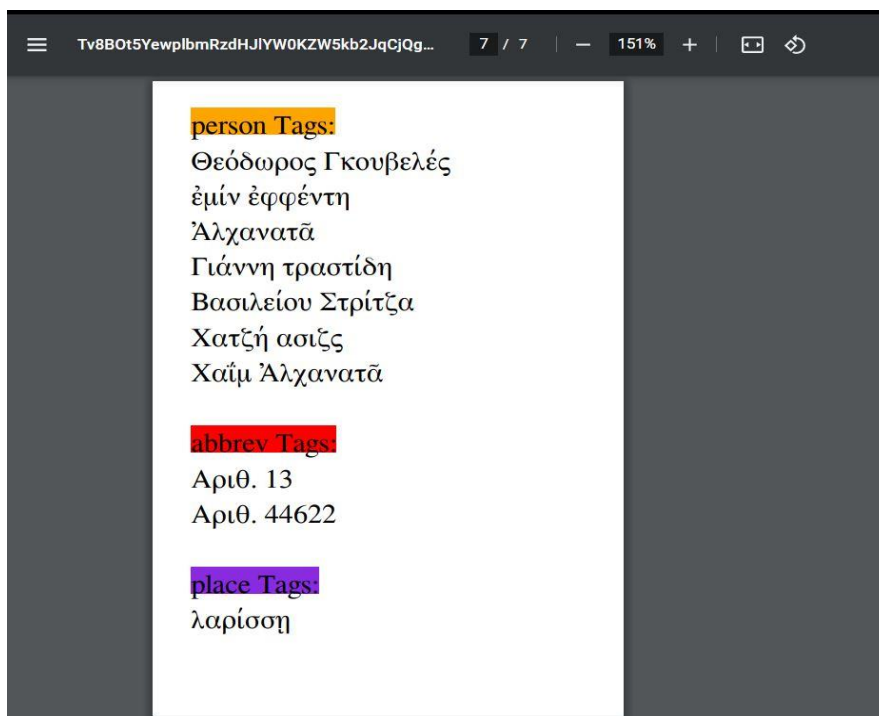 Tv8BOt5YewplbmRzdHJlYW0KZW5kb2JqCjQg... 7 / 7 151%
person Tags:
Θεόδωρος Γκουβελές
ἐμίν ἐφφέντη
Ἀλχανατᾶ
Γιάννη τραστίδη
Βασιλείου Στρίτζα
Χατζή ασιζς
Χαΐμ Ἀλχανατᾶ
abbrev Tags:
Αριθ. 13
Αριθ. 44622
place Tags:
λαρίσσῃ